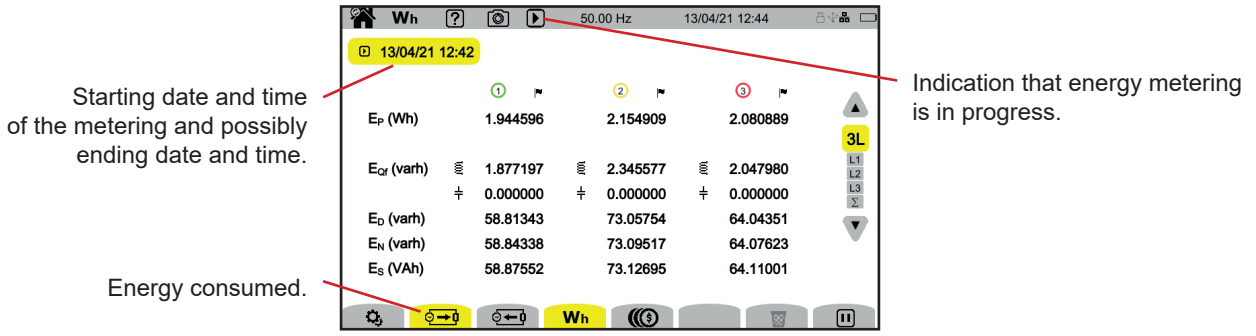 Wh ? 50.00 Hz 13/04/21 12:44
13/04/21 12:42
Starting date and time
of the metering and possibly
ending date and time.
Indication that energy metering
is in progress.
1 2 3
EP (Wh) 1.944596 2.154909 2.080889
3L
L1
L2
L3
Σ
EQf (varh) 1.877197 2.345577 2.047980
0.000000 0.000000 0.000000
ED (varh) 58.81343 73.05754 64.04351
EN (varh) 58.84338 73.09517 64.07623
ES (VAh) 58.87552 73.12695 64.11001
Energy consumed.
Wh $